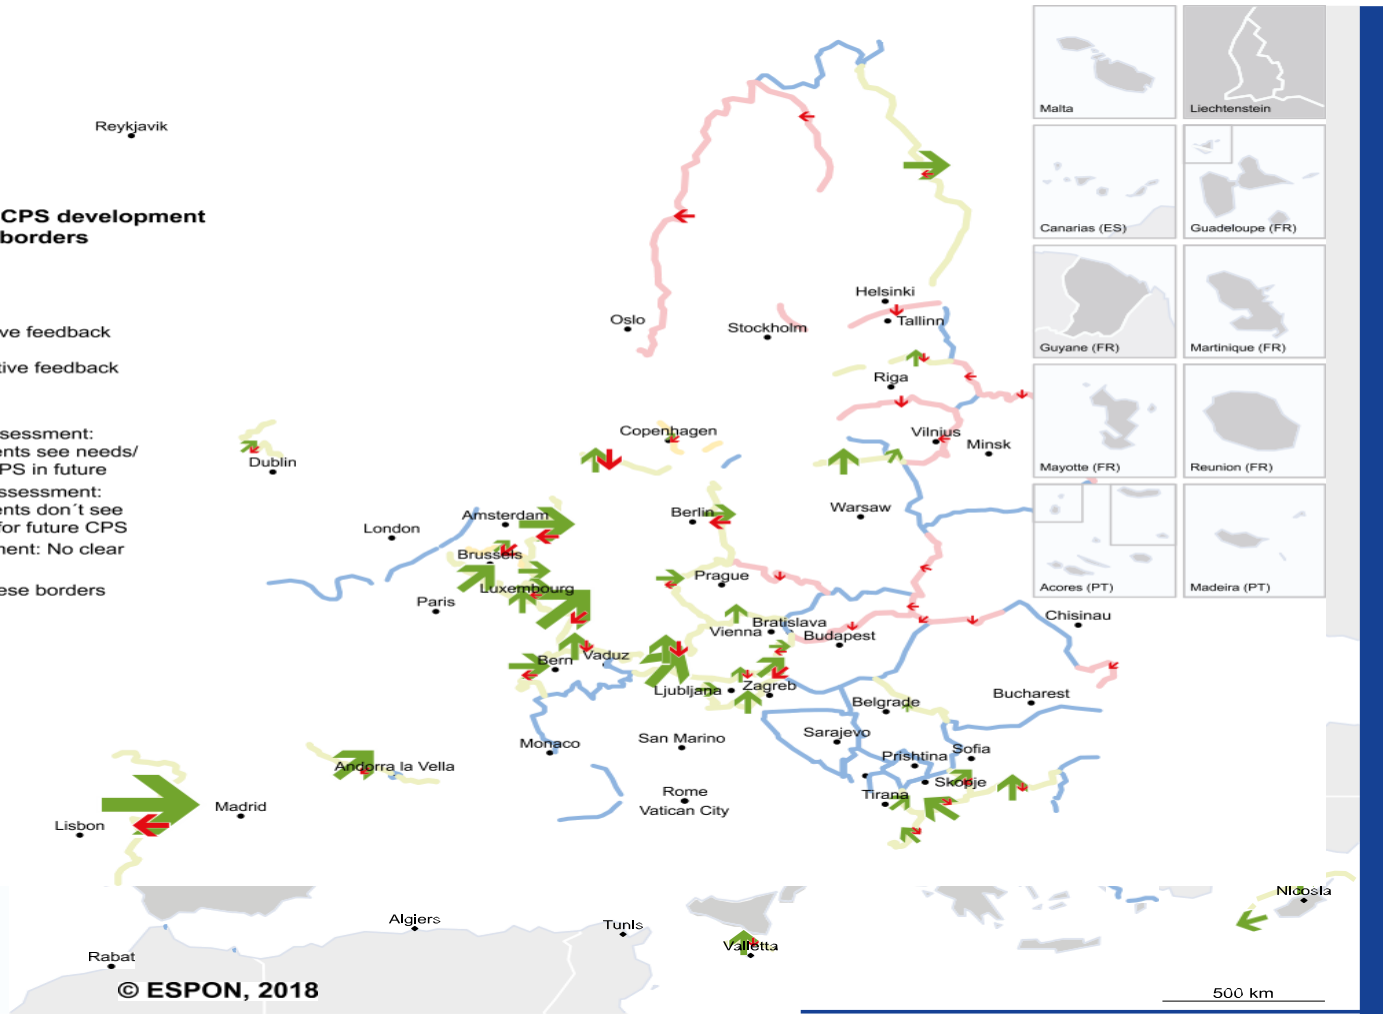 Reykjavik
CPS development
borders
ve feedback
tive feedback
sessment:
ents see needs/
PS in future
ssessment:
ents don´t see
for future CPS
ment: No clear
ese borders
Malta
Liechtenstein
Canarias (ES)
Guadeloupe (FR)
Guyane (FR)
Martinique (FR)
Mayotte (FR)
Reunion (FR)
Acores (PT)
Madeira (PT)
Helsinki
Oslo
Tallinn
Stockholm
Riga
Copenhagen
Vilnius
Minsk
Dublin
Warsaw
Berlin
Amsterdam
London
Brussels
Prague
Luxembourg
Paris
Chisinau
Bratislava
Vienna
Budapest
Bern
Vaduz
Ljubljana
Zagreb
Bucharest
Belgrade
Sarajevo
San Marino
Monaco
Sofia
Prishtina
Andorra la Vella
Skopje
Rome
Vatican City
Tirana
Madrid
Lisbon
Nicosia
Algiers
Tunis
Valletta
Rabat
© ESPON, 2018
500 km